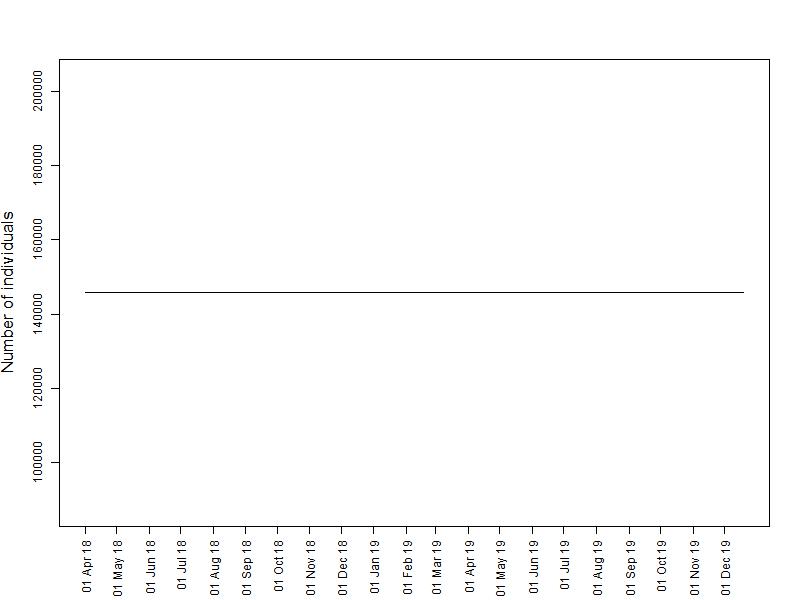 Number of individuals
200000
180000
160000
140000
120000
100000
01 Apr 18
01 May 18
01 Jun 18
01 Jul 18
01 Aug 18
01 Sep 18
01 Oct 18
01 Nov 18
01 Dec 18
01 Jan 19
01 Feb 19
01 Mar 19
01 Apr 19
01 May 19
01 Jun 19
01 Jul 19
01 Aug 19
01 Sep 19
01 Oct 19
01 Nov 19
01 Dec 19